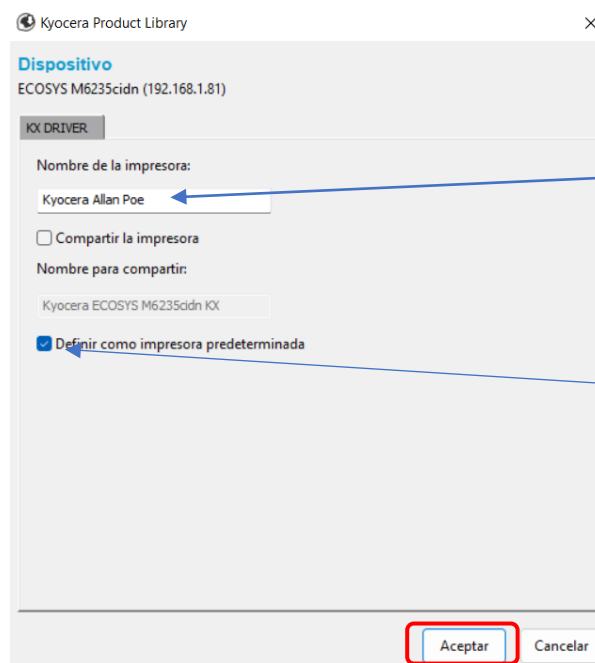 Kyocera Product Library
Dispositivo
ECOSYS M6235cidn (192.168.1.81)
KX DRIVER
Nombre de la impresora:
Kyocera Allan Poe
Compartir la impresora
Nombre para compartir:
Kyocera ECOSYS M6235cidn KX
Definir como impresora predeterminada
Aceptar
Cancelar